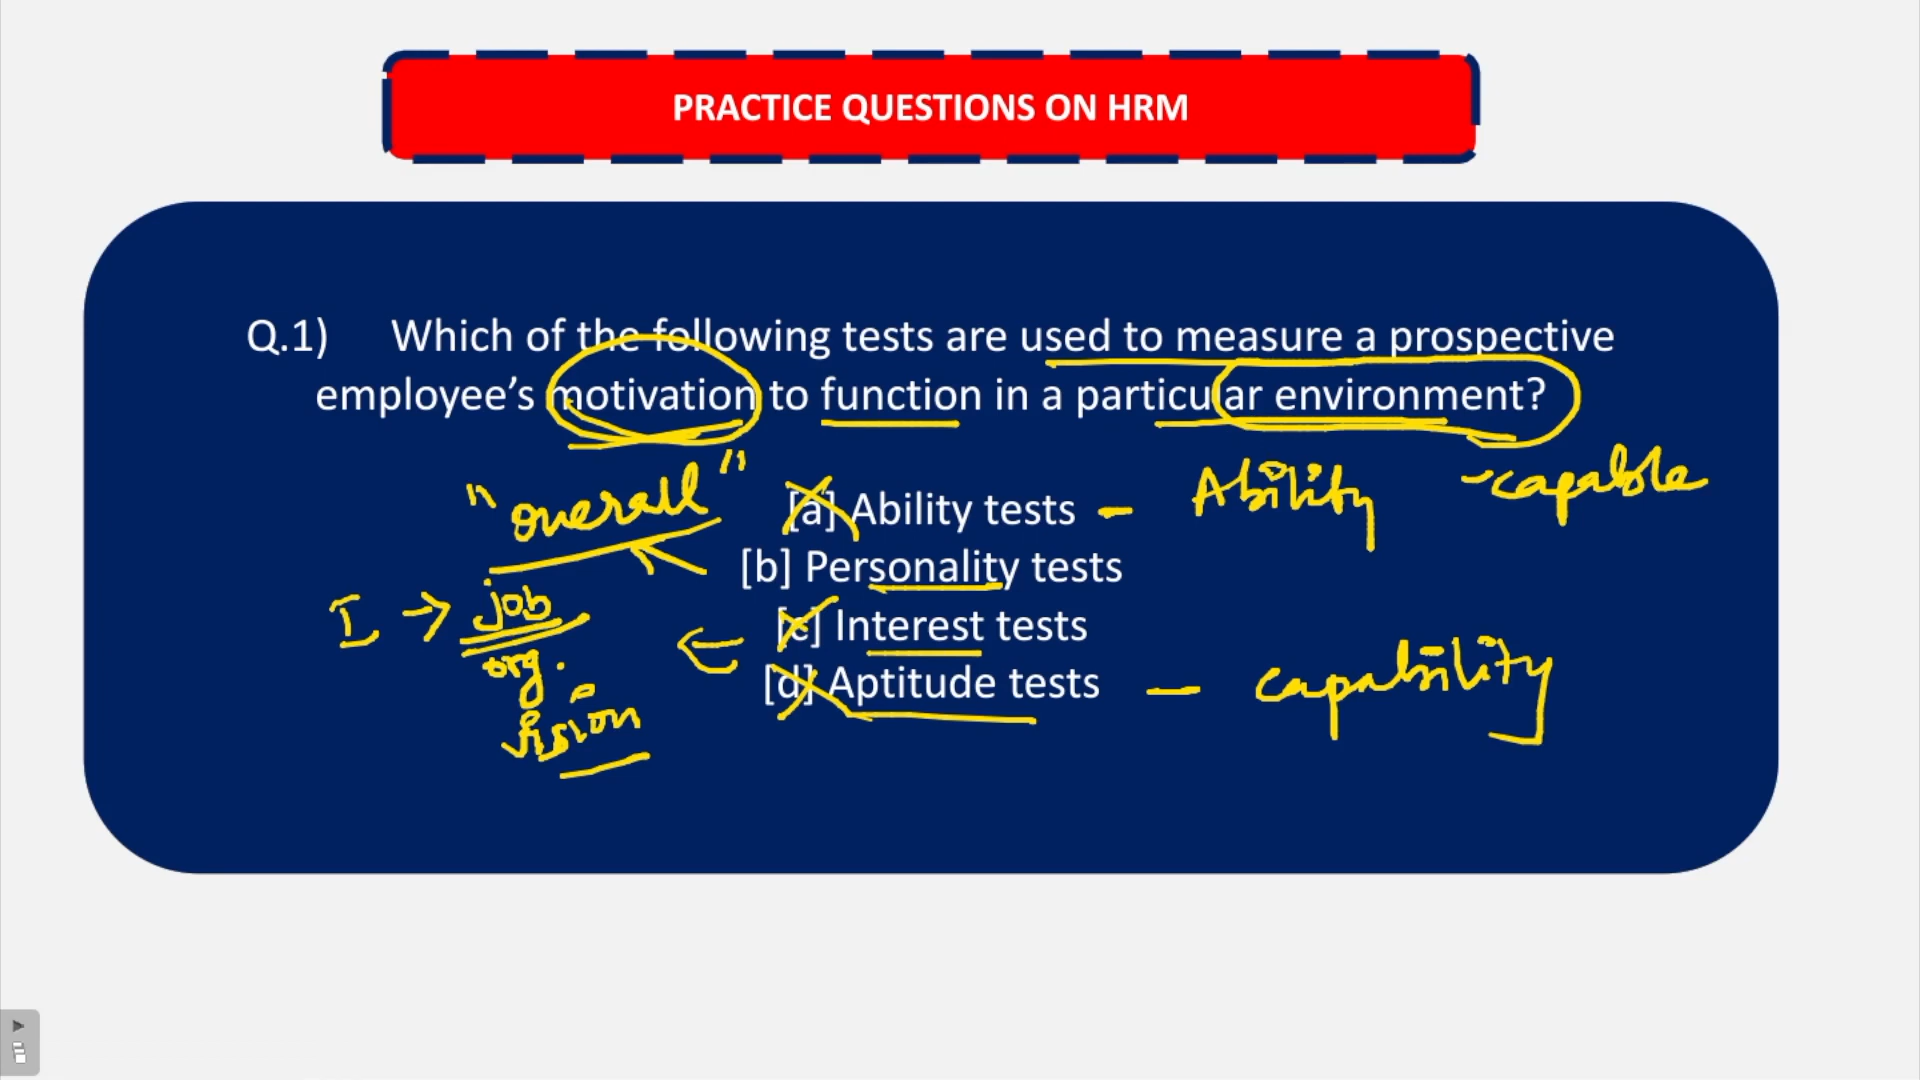 PRACTICE QUESTIONS ON HRM
Q.1) Which of the following tests are used to measure a prospective
employee’s motivation to function in a particular environment?
"overall"
[a] Ability tests - Ability - capable
[b] Personality tests
I → job
[c] Interest tests
org.
[d] Aptitude tests - capability
vision